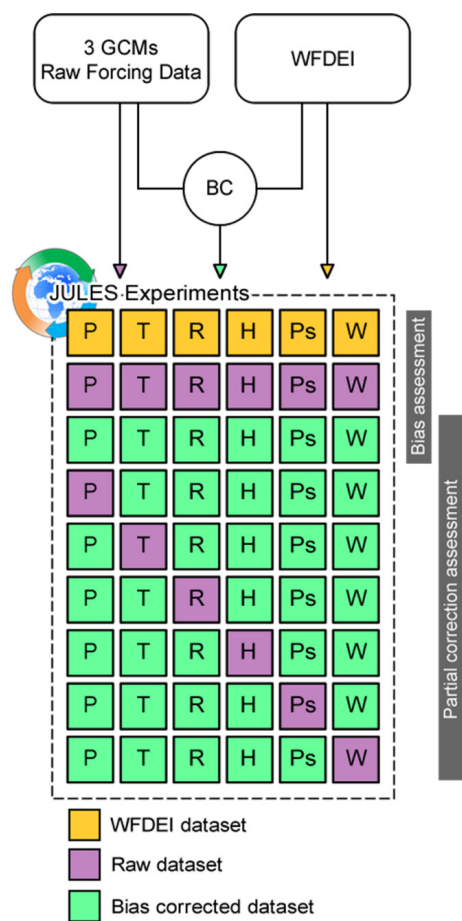 3 GCMs
Raw Forcing Data
WFDEI
BC
JULES Experiments
P T R H Ps W
P T R H Ps W
P T R H Ps W
P T R H Ps W
P T R H Ps W
P T R H Ps W
P T R H Ps W
P T R H Ps W
P T R H Ps W
Bias assessment
Partial correction assessment
WFDEI dataset
Raw dataset
Bias corrected dataset